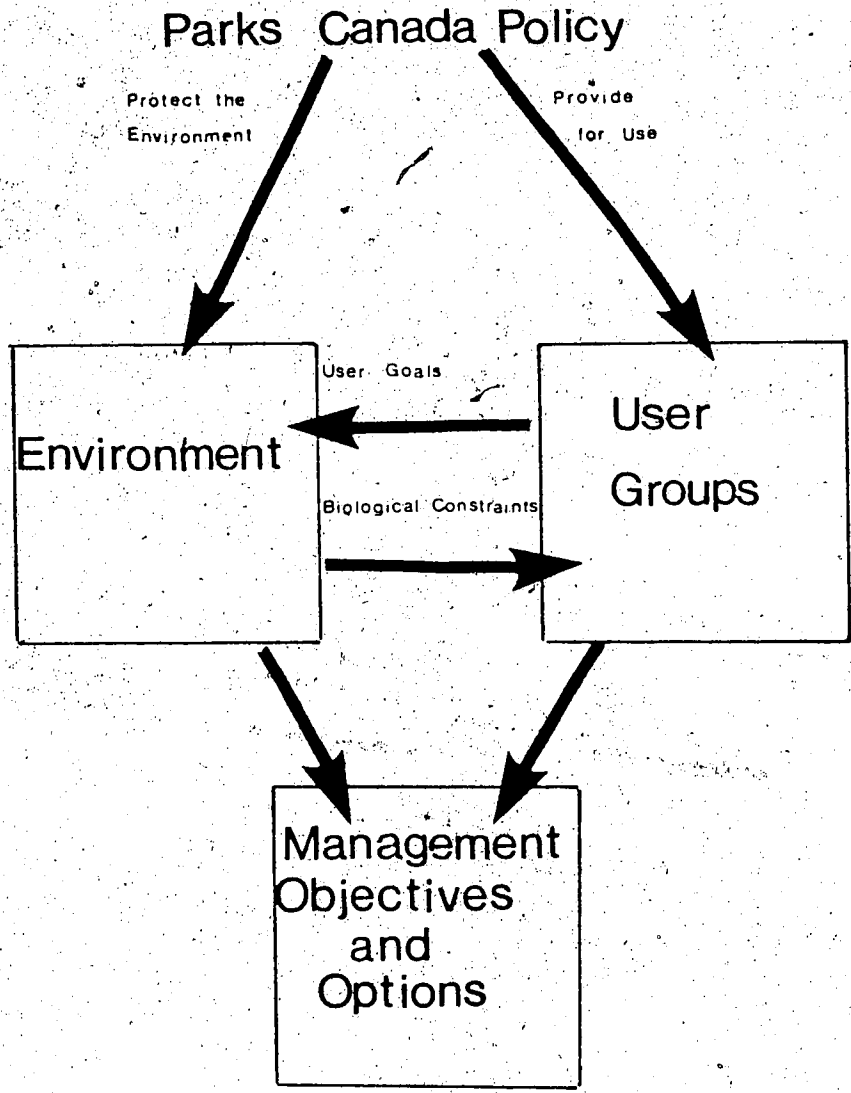 Parks Canada Policy
Protect the
Environment
Provide
for Use
User Goals
Environment
User
Groups
Biological Constraints
Management
Objectives
and
Options